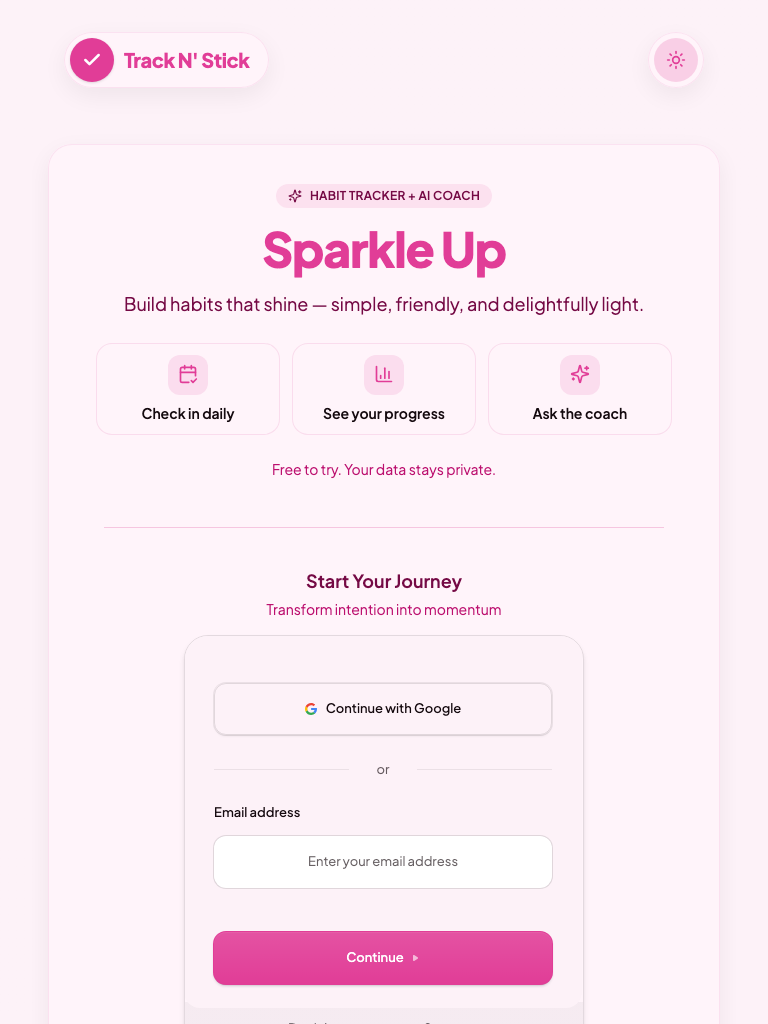 Track N' Stick
HABIT TRACKER + AI COACH
Sparkle Up
Build habits that shine — simple, friendly, and delightfully light.
Check in daily
See your progress
Ask the coach
Free to try. Your data stays private.
Start Your Journey
Transform intention into momentum
Continue with Google
or
Email address
Enter your email address
Continue